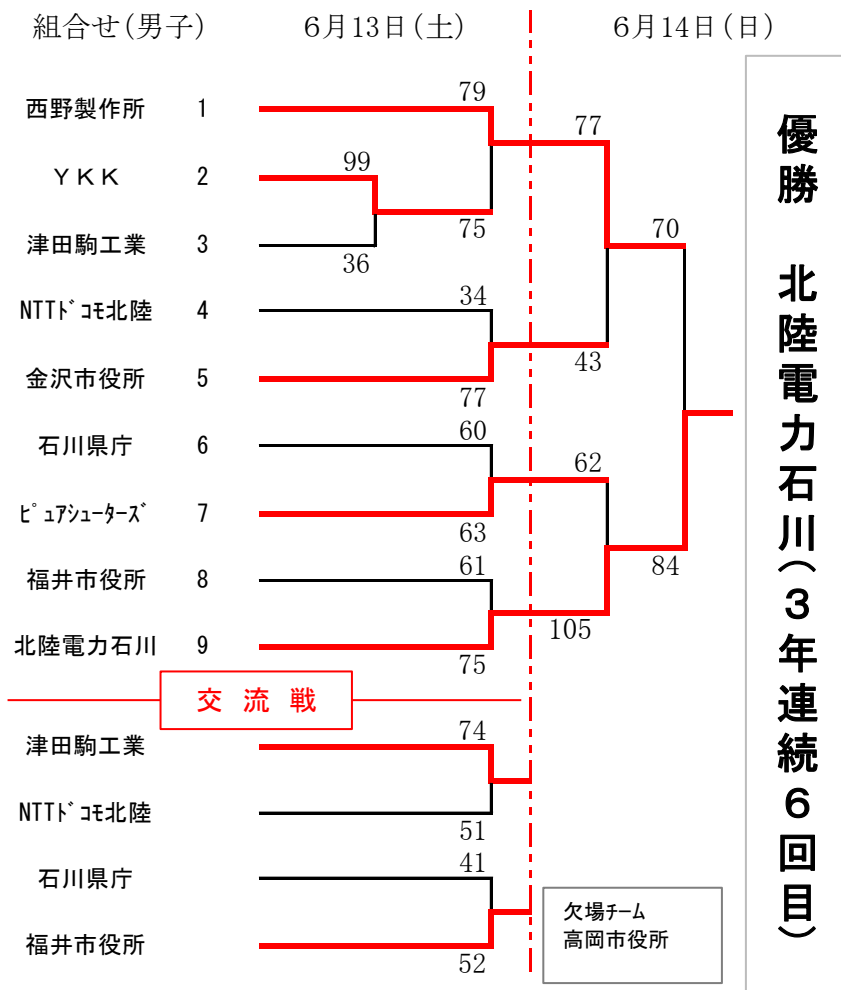 組合せ(男子)
6月13日(土)
6月14日(日)
西野製作所 1
79
77
ＹＫＫ 2
99
75
70
津田駒工業 3
36
NTTﾄﾞｺﾓ北陸 4
34
43
金沢市役所 5
77
石川県庁 6
60
62
ﾋﾟｭｱｼｭｰﾀｰｽﾞ 7
63
福井市役所 8
61
84
105
北陸電力石川 9
75
交流戦
津田駒工業
74
NTTﾄﾞｺﾓ北陸
51
石川県庁
41
福井市役所
52
欠場チーム
高岡市役所
優勝 北陸電力石川(3年連続6回目)